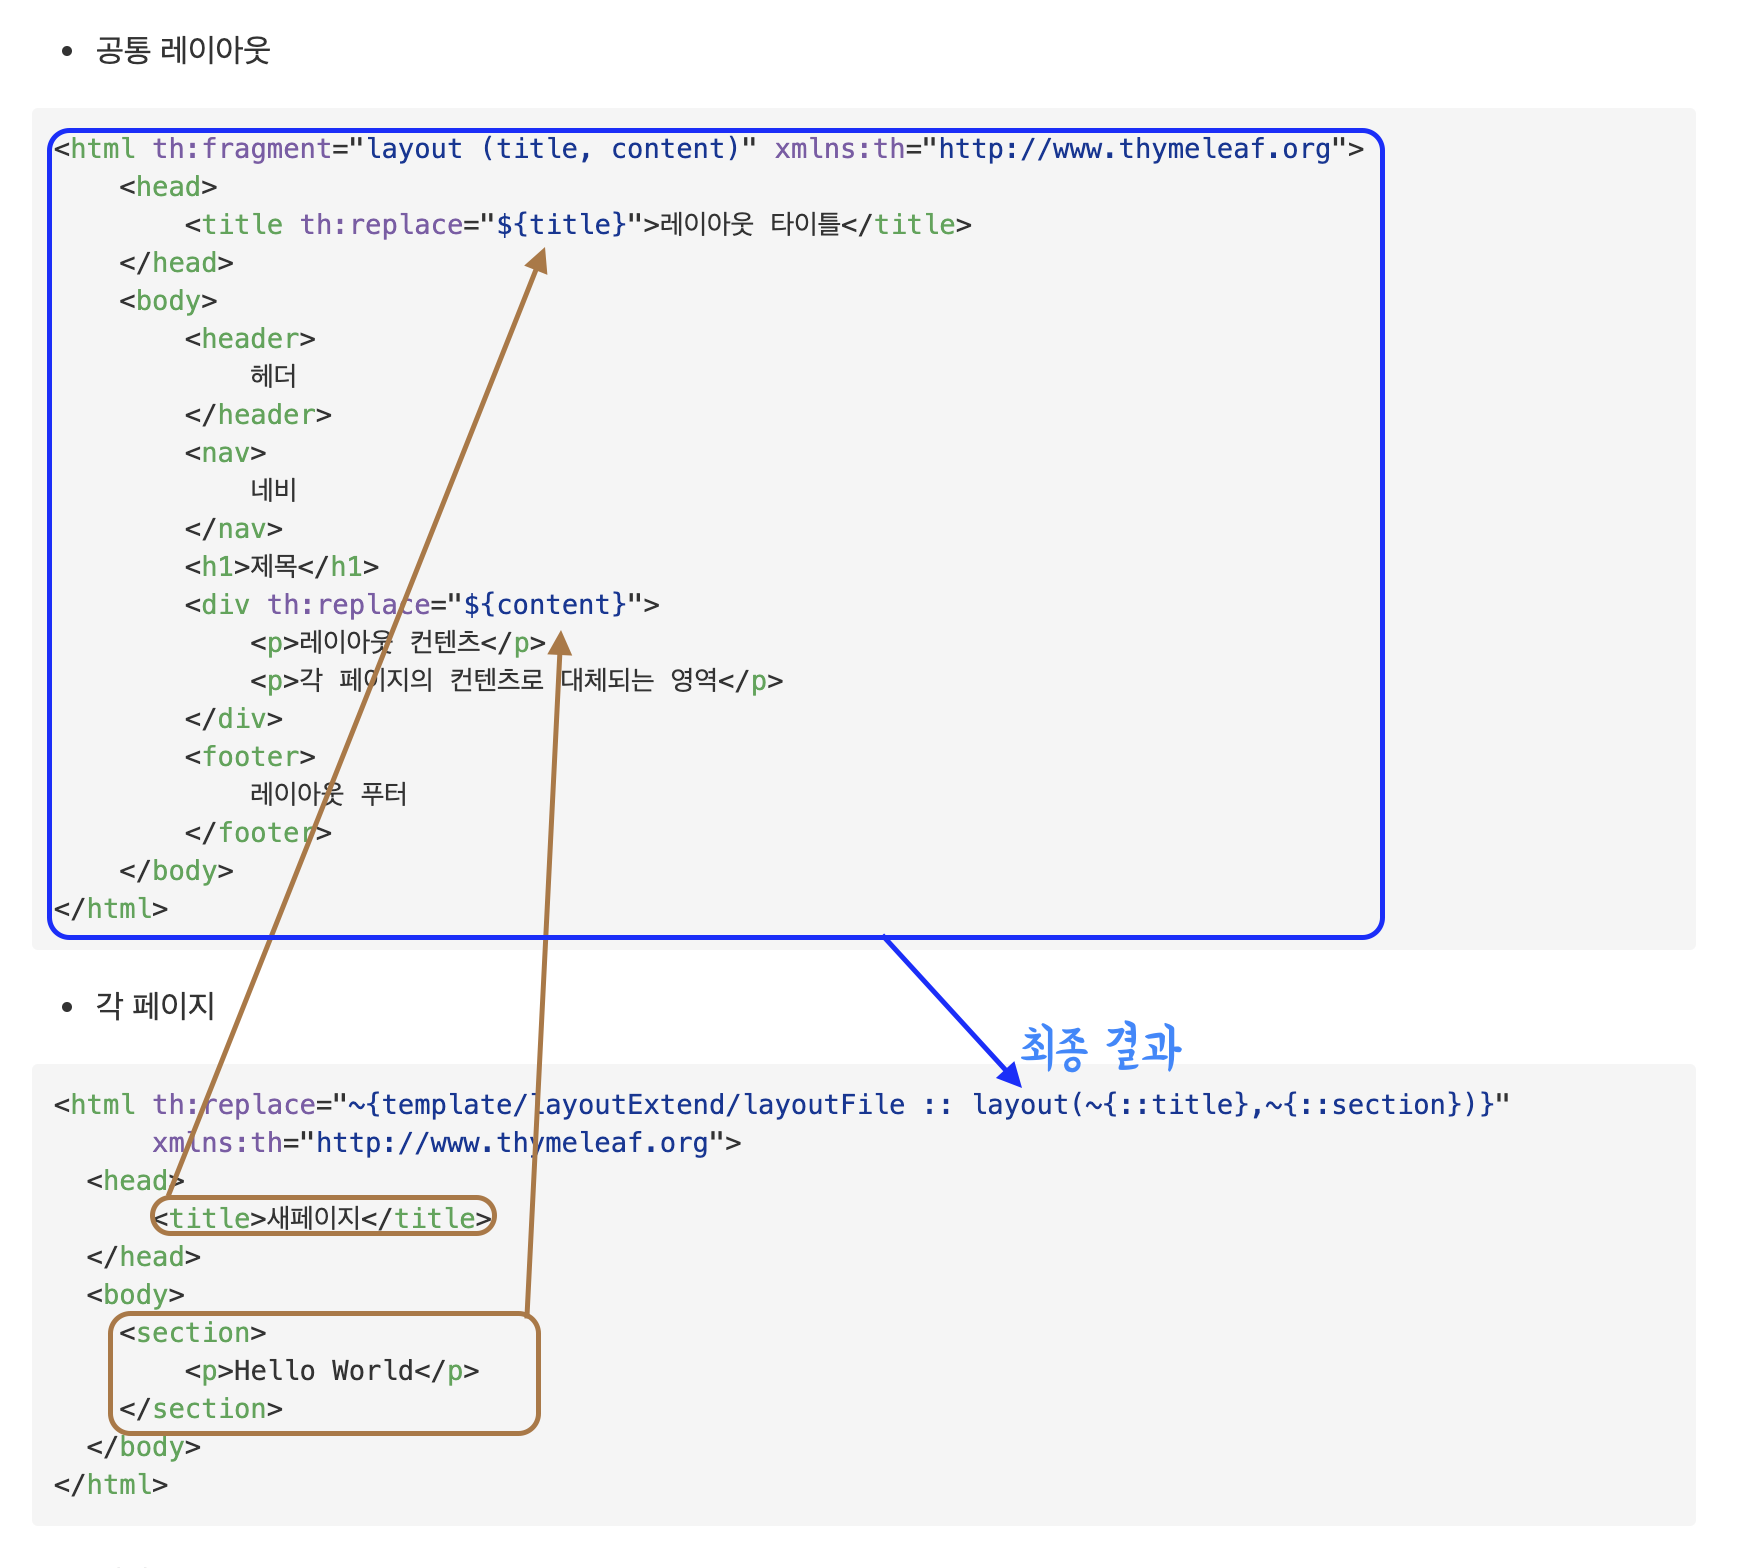 • 공통 레이아웃
<html th:fragment="layout (title, content)" xmlns:th="http://www.thymeleaf.org">
    <head>
        <title th:replace="${title}">레이아웃 타이틀</title>
    </head>
    <body>
        <header>
            헤더
        </header>
        <nav>
            네비
        </nav>
        <h1>제목</h1>
        <div th:replace="${content}">
            <p>레이아웃 컨텐츠</p>
            <p>각 페이지의 컨텐츠로 대체되는 영역</p>
        </div>
        <footer>
            레이아웃 푸터
        </footer>
    </body>
</html>
• 각 페이지
최종 결과
<html th:replace="~{template/layoutExtend/layoutFile :: layout(~{::title},~{::section})}"
      xmlns:th="http://www.thymeleaf.org">
  <head>
      <title>새페이지</title>
  </head>
  <body>
    <section>
        <p>Hello World</p>
    </section>
  </body>
</html>